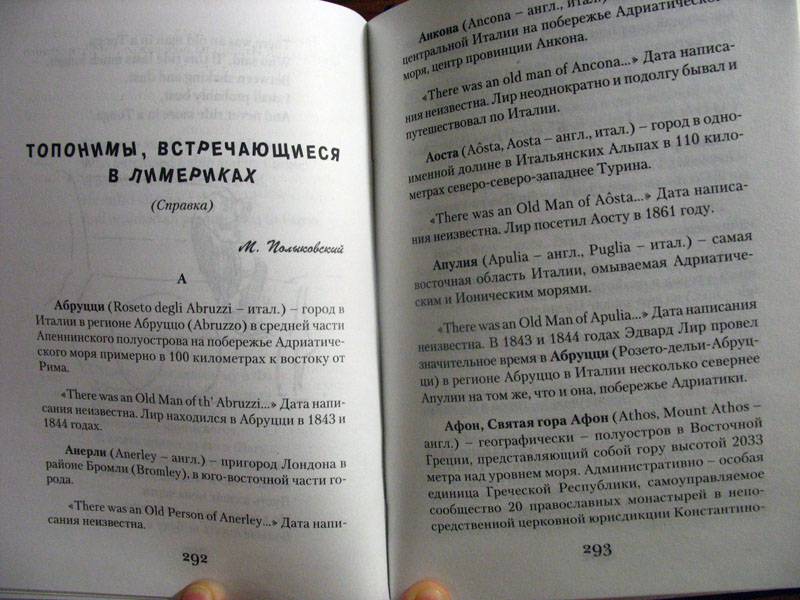 ТОПОНИМЫ, ВСТРЕЧАЮЩИЕСЯ
В ЛИМЕРИКАХ
(Справка)
М. Полыковский
А
Абруцци (Roseto degli Abruzzi – итал.) – город в
Италии в регионе Абруццо (Abruzzo) в средней части
Апеннинского полуострова на побережье Адриатиче-
ского моря примерно в 100 километрах к востоку от
Рима.
«There was an Old Man of th' Abruzzi...» Дата напи-
сания неизвестна. Лир находился в Абруцци в 1843 и
1844 годах.
Анерли (Anerley – англ.) – пригород Лондона в
районе Бромли (Bromley), в юго-восточной части го-
рода.
«There was an Old Person of Anerley...» Дата напи-
сания неизвестна.
292
Анкона (Ancona – англ., итал.) –
центральной Италии на побережье Адриатического
моря, центр провинции Анкона.
«There was an old man of Ancona...» Дата написа-
ния неизвестна. Лир неоднократно и подолгу бывал и
путешествовал по Италии.
Аоста (Aôsta, Aosta – англ., итал.) – город в одно-
именной долине в Итальянских Альпах в 110 кило-
метрах северо-северо-западнее Турина.
«There was an Old Man of Aôsta...» Дата написа-
ния неизвестна. Лир посетил Аосту в 1861 году.
Апулия (Apulia – англ., Puglia – итал.) – самая
восточная область Италии, омываемая Адриатиче-
ским и Ионическим морями.
«There was an Old Man of Apulia...» Дата написания
неизвестна. В 1843 и 1844 годах Эдвард Лир провел
значительное время в Абруцци (Розето-дельи-Абруц-
ци) в регионе Абруццо в Италии несколько севернее
Апулии на том же, что и она, побережье Адриатики.
Афон, Святая гора Афон (Athos, Mount Athos –
англ.) – географически – полуостров в Восточной
Греции, представляющий собой гору высотой 2033
метра над уровнем моря. Административно – особая
единица Греческой Республики, самоуправляемое
сообщество 20 православных монастырей в непо-
средственной церковной юрисдикции Константино-
293